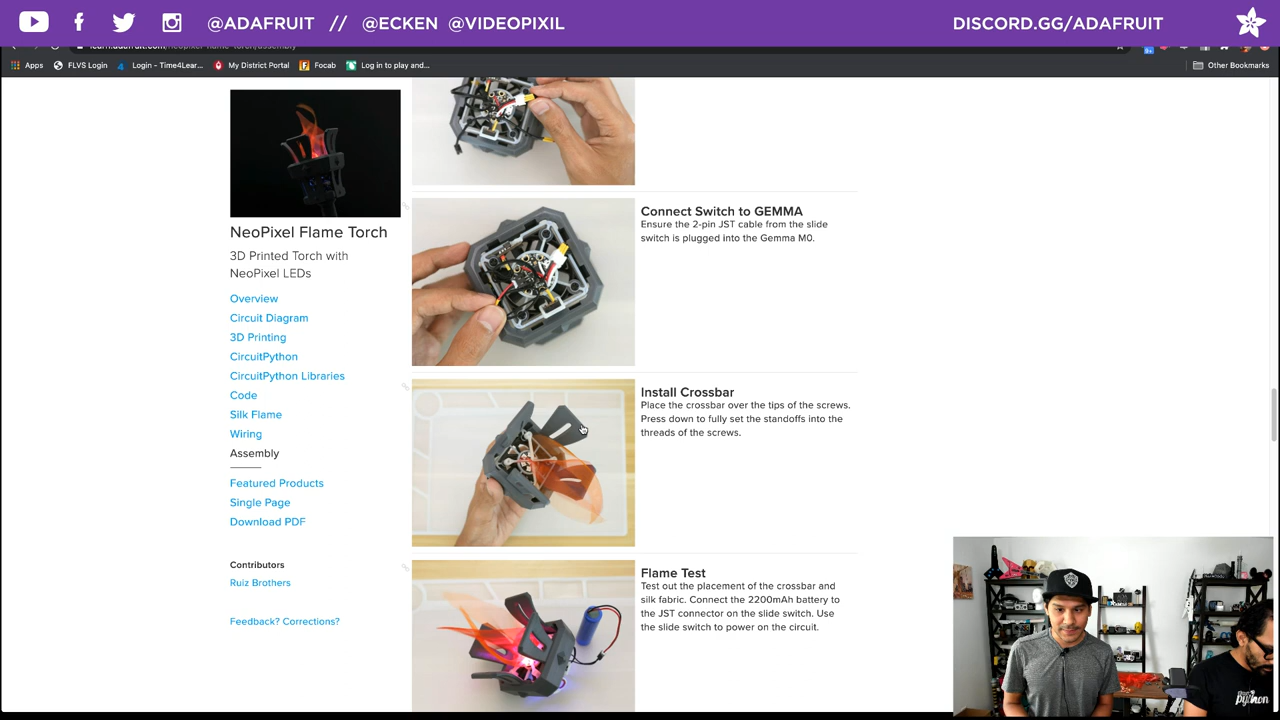 @ADAFRUIT // @ECKEN @VIDEOPIXIL
DISCORD.GG/ADAFRUIT
Apps
FLVS Login
Login - Time4Lear...
My District Portal
Focab
Log in to play and...
Other Bookmarks
NeoPixel Flame Torch
3D Printed Torch with
NeoPixel LEDs
Overview
Circuit Diagram
3D Printing
CircuitPython
CircuitPython Libraries
Code
Silk Flame
Wiring
Assembly
Featured Products
Single Page
Download PDF
Contributors
Ruiz Brothers
Feedback? Corrections?
Connect Switch to GEMMA
Ensure the 2-pin JST cable from the slide
switch is plugged into the Gemma M0.
Install Crossbar
Place the crossbar over the tips of the screws.
Press down to fully set the standoffs into the
threads of the screws.
Flame Test
Test out the placement of the crossbar and
silk fabric. Connect the 2200mAh battery to
the JST connector on the slide switch. Use
the slide switch to power on the circuit.
python